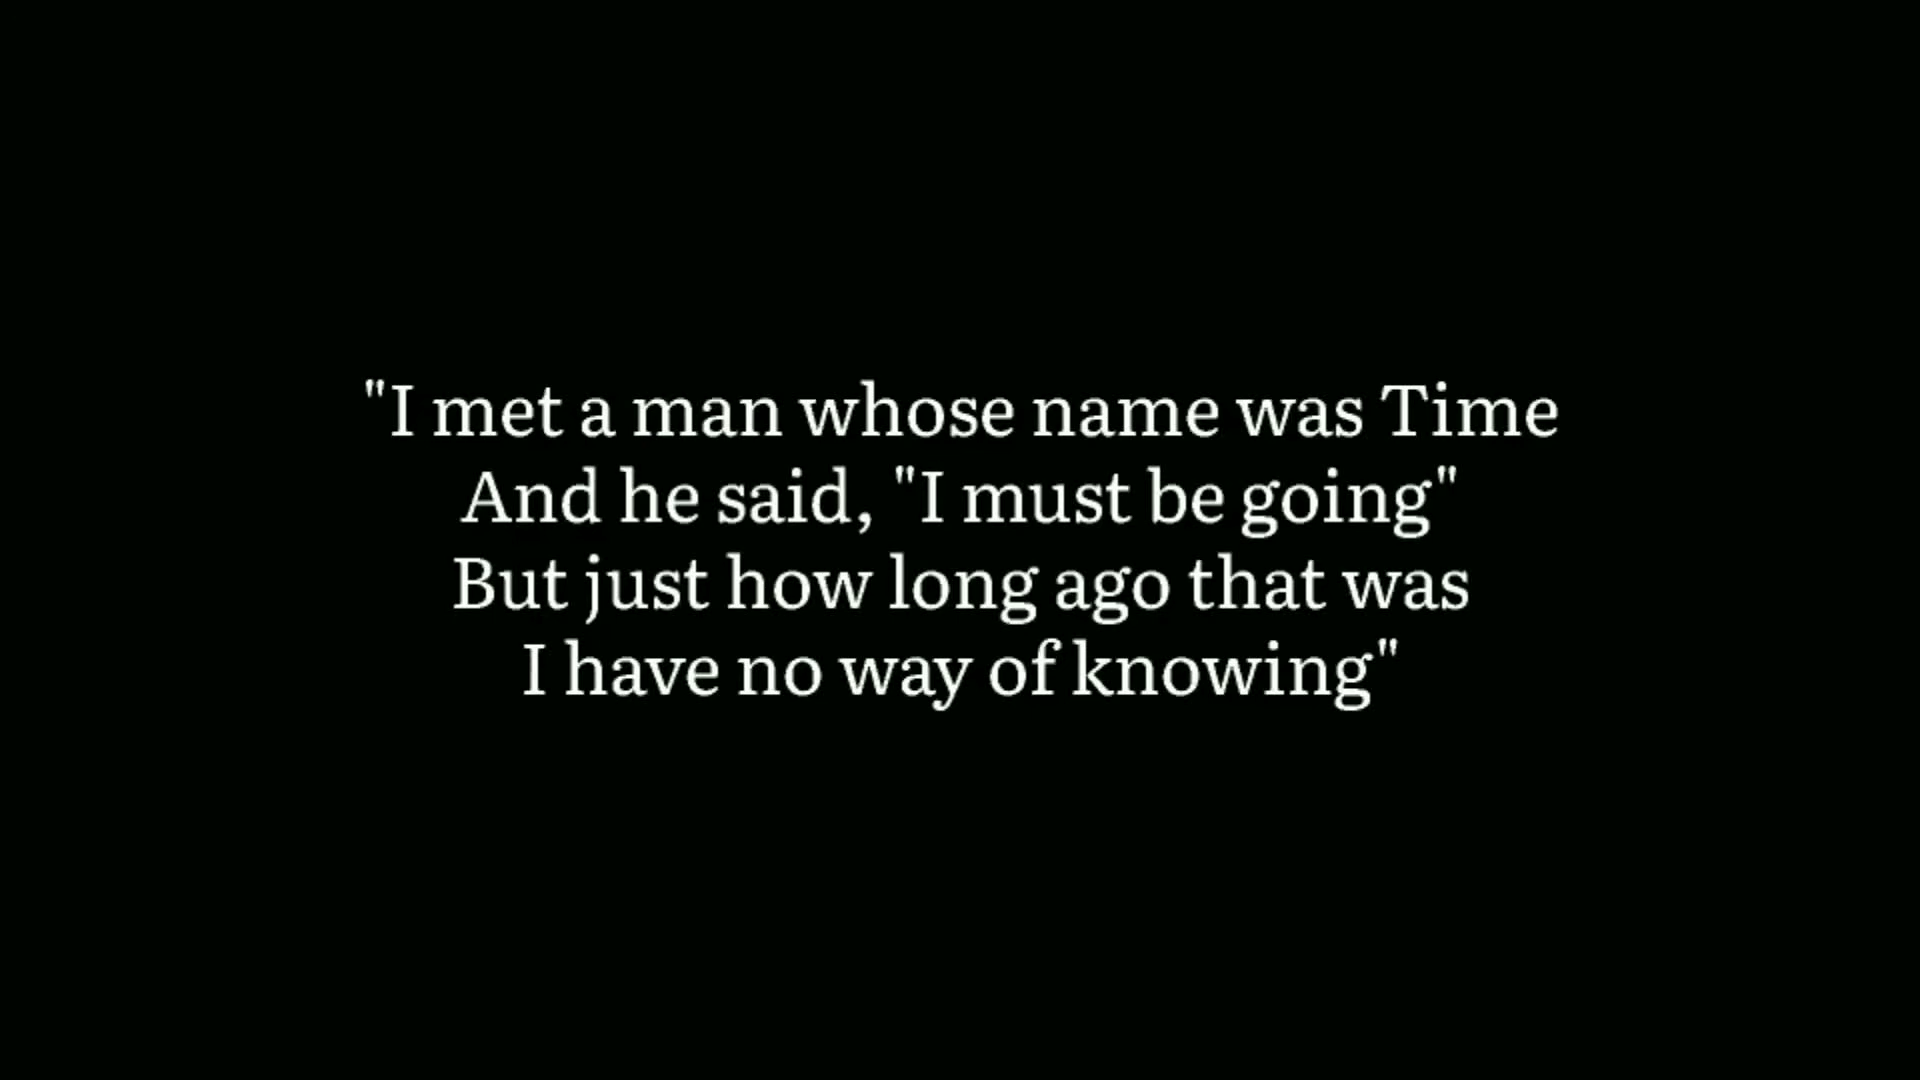 "I met a man whose name was Time
And he said, "I must be going"
But just how long ago that was
I have no way of knowing"